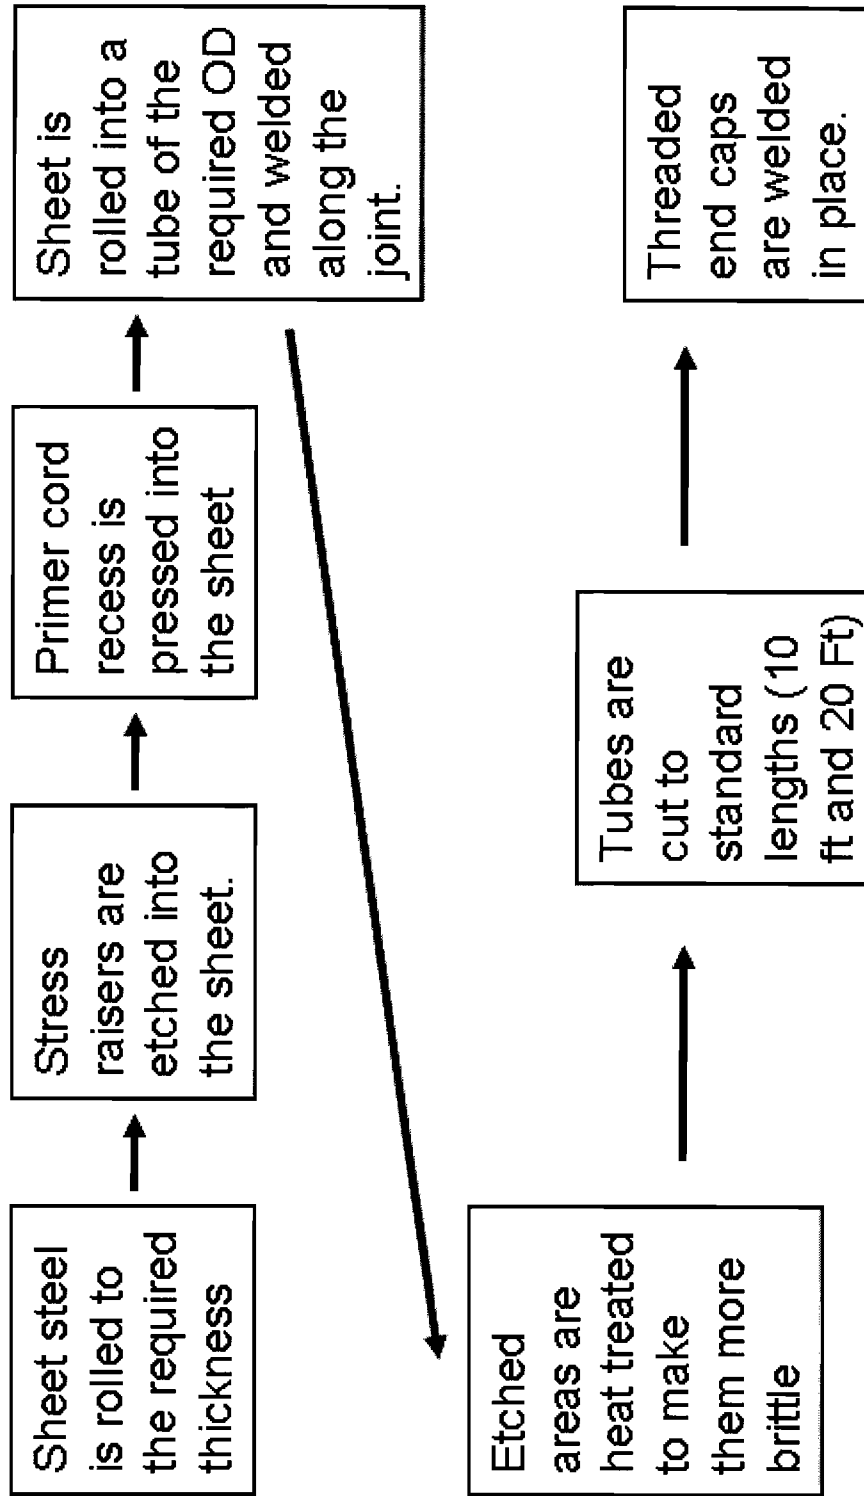 Sheet steel
is rolled to
the required
thickness
Stress
raisers are
etched into
the sheet.
Primer cord
recess is
pressed into
the sheet
Sheet is
rolled into a
tube of the
required OD
and welded
along the
joint.
Etched
areas are
heat treated
to make
them more
brittle
Tubes are
cut to
standard
lengths (10
ft and 20 Ft)
Threaded
end caps
are welded
in place.